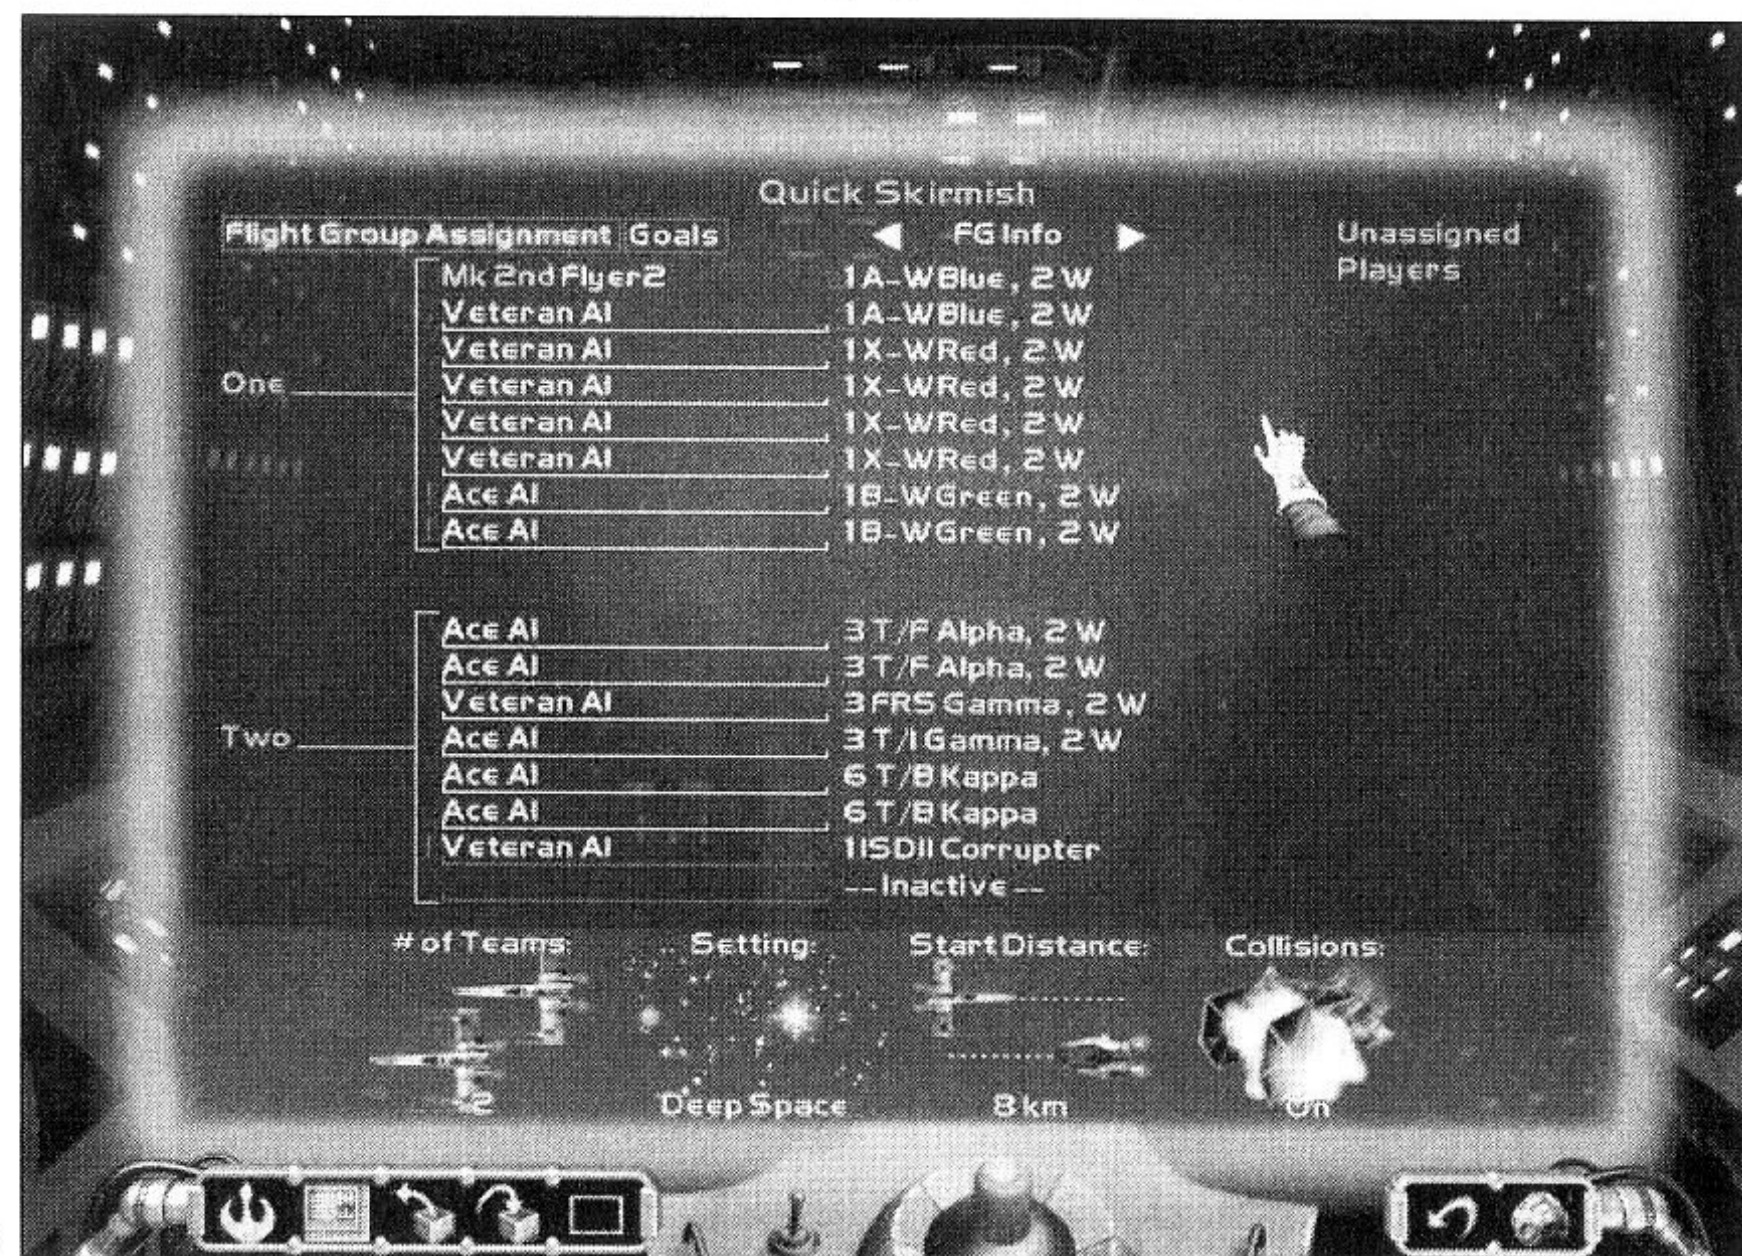 Quick Skirmish
Flight Group Assignment Goals FG Info Unassigned Players
Mk 2nd Flyer2 1 A-W Blue, 2 W
Veteran AI 1 A-W Blue, 2 W
Veteran AI 1 X-W Red, 2 W
One Veteran AI 1 X-W Red, 2 W
Veteran AI 1 X-W Red, 2 W
Veteran AI 1 X-W Red, 2 W
Ace AI 1 B-W Green, 2 W
Ace AI 1 B-W Green, 2 W
Ace AI 3 T/F Alpha, 2 W
Ace AI 3 T/F Alpha, 2 W
Veteran AI 3 FRS Gamma, 2 W
Two Ace AI 3 T/I Gamma, 2 W
Ace AI 6 T/B Kappa
Ace AI 6 T/B Kappa
Veteran AI 1 ISDII Corrupter
--Inactive--
# of Teams: Setting: Start Distance: Collisions:
2 Deep Space 8 km On